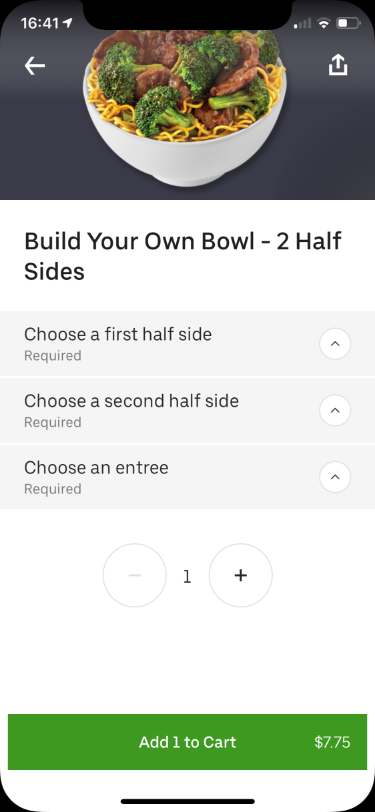 16:41
Build Your Own Bowl - 2 Half
Sides
Choose a first half side
Required
Choose a second half side
Required
Choose an entree
Required
1
Add 1 to Cart $7.75